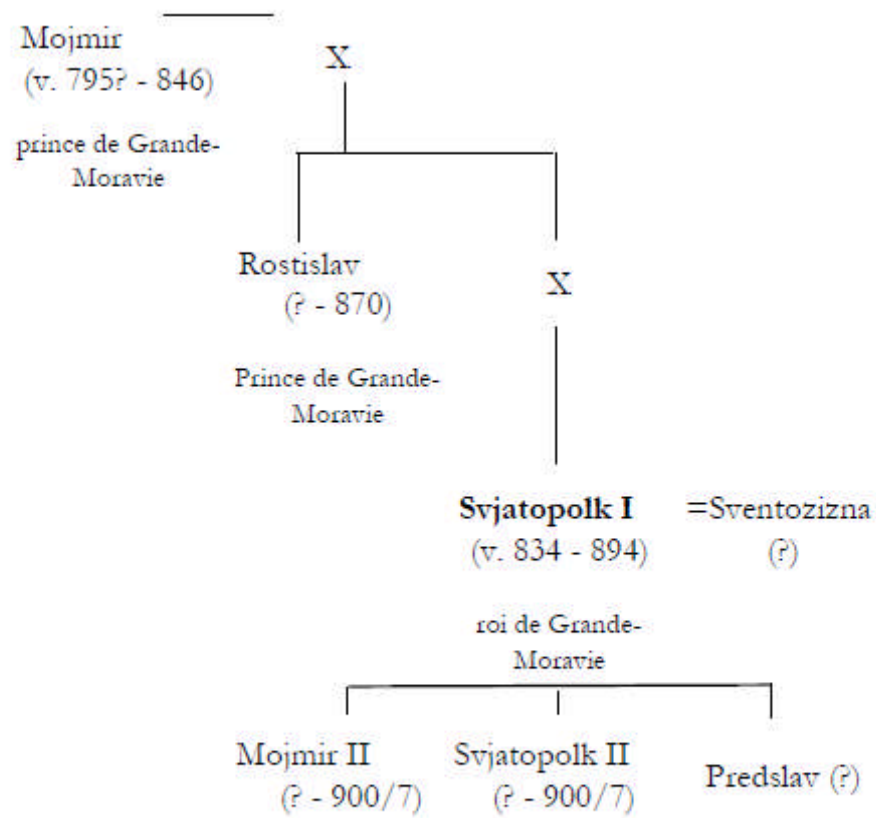 Mojmir
(v. 795? - 846)
X
prince de Grande-
Moravie
Rostislav
(? - 870)
X
Prince de Grande-
Moravie
Svjatopolk I =Sventozizna
(v. 834 - 894) (?)
roi de Grande-
Moravie
Mojmir II
(? - 900/7)
Svjatopolk II
(? - 900/7)
Predslav (?)